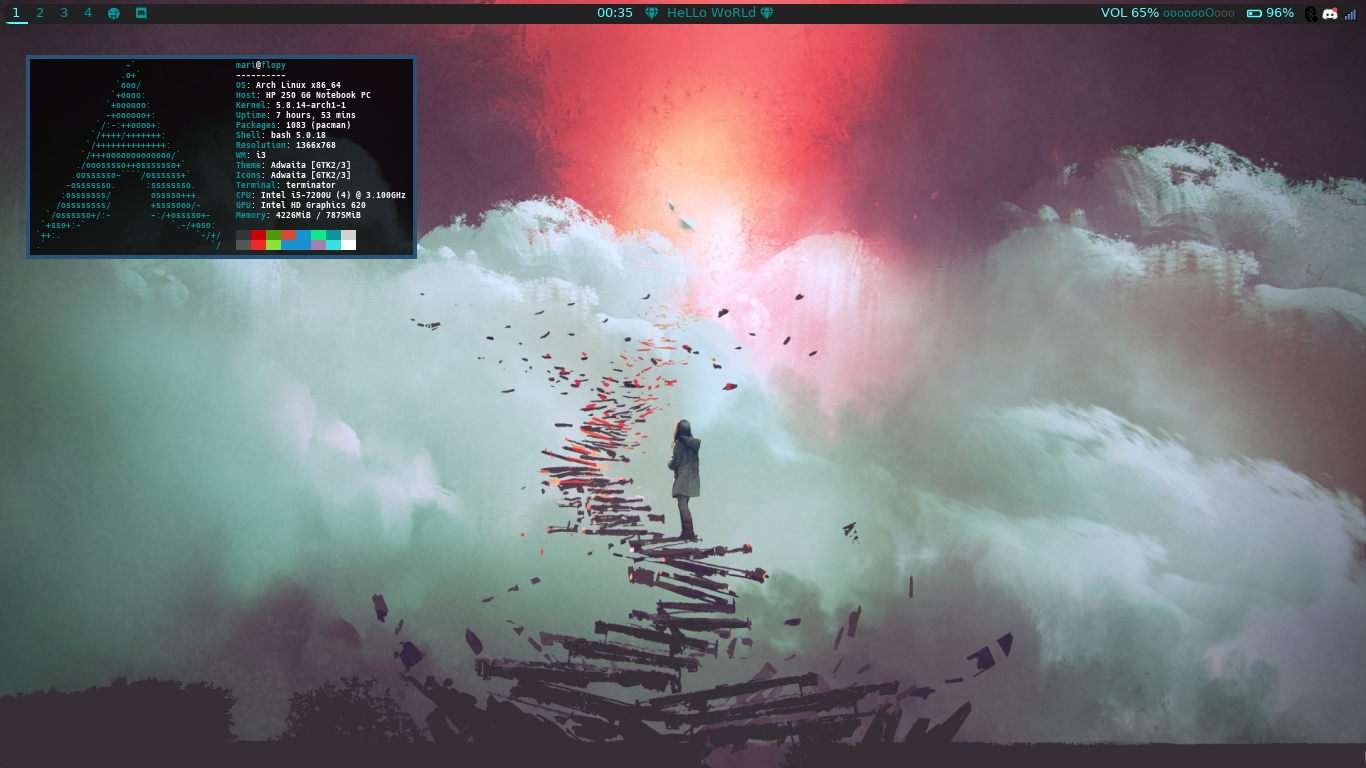 1 2 3 4
00:35 HeLLo WoRLd
VOL 65% ooooooOooo 96%
mari@flopy
----------
OS: Arch Linux x86_64
Host: HP 250 G6 Notebook PC
Kernel: 5.8.14-arch1-1
Uptime: 7 hours, 53 mins
Packages: 1083 (pacman)
Shell: bash 5.0.18
Resolution: 1366x768
WM: i3
Theme: Adwaita [GTK2/3]
Icons: Adwaita [GTK2/3]
Terminal: terminator
CPU: Intel i5-7200U (4) @ 3.100GHz
GPU: Intel HD Graphics 620
Memory: 4226MiB / 7875MiB